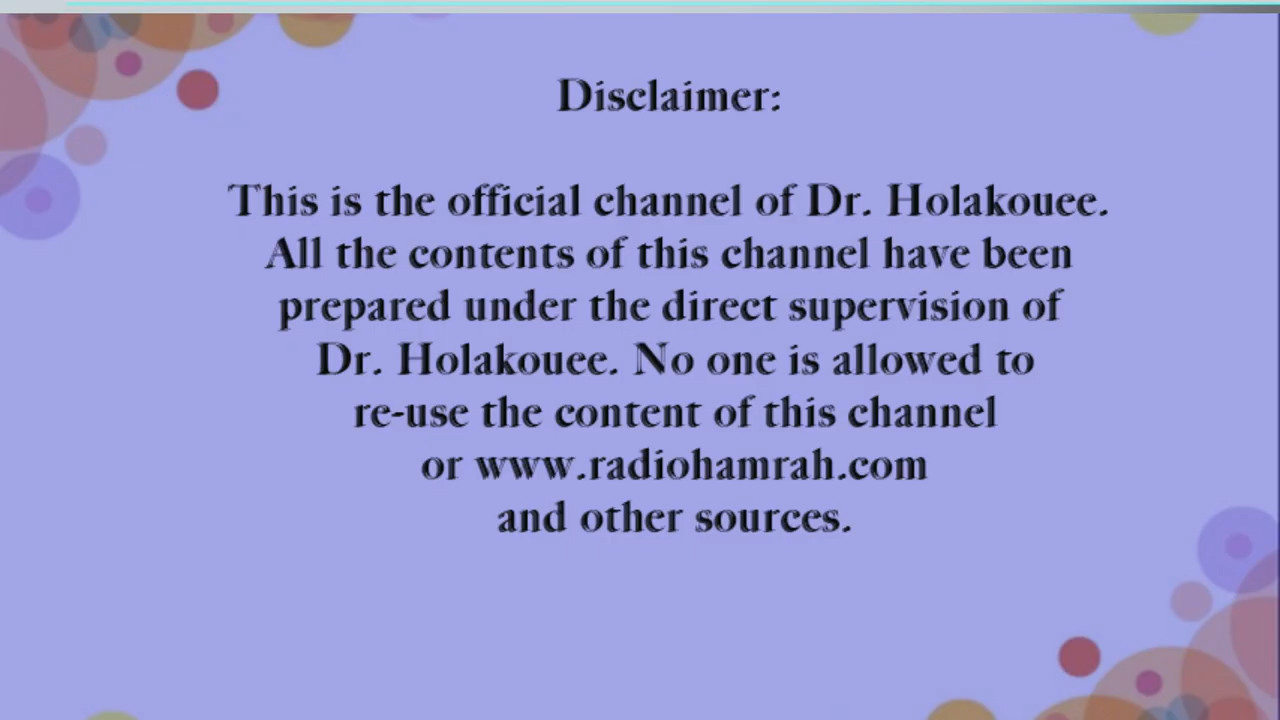 Disclaimer:
This is the official channel of Dr. Holakouee.
All the contents of this channel have been
prepared under the direct supervision of
Dr. Holakouee. No one is allowed to
re-use the content of this channel
or www.radiohamrah.com
and other sources.